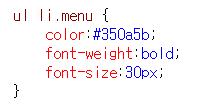 ul li.menu {
    color:#350a5b;
    font-weight:bold;
    font-size:30px;
}